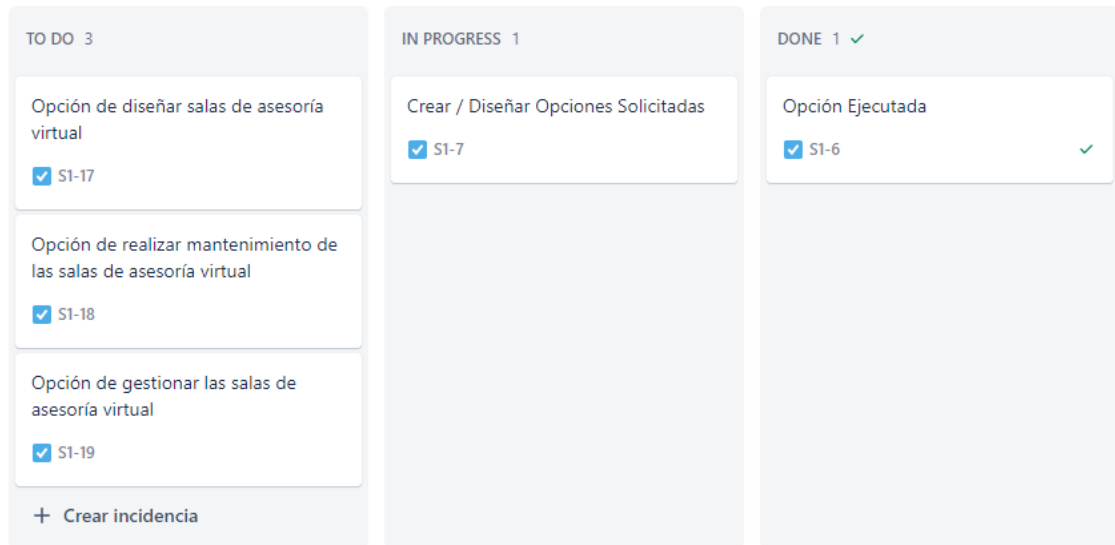 TO DO 3
Opción de diseñar salas de asesoría
virtual
S1-17
Opción de realizar mantenimiento de
las salas de asesoría virtual
S1-18
Opción de gestionar las salas de
asesoría virtual
S1-19
+ Crear incidencia
IN PROGRESS 1
Crear / Diseñar Opciones Solicitadas
S1-7
DONE 1
Opción Ejecutada
S1-6